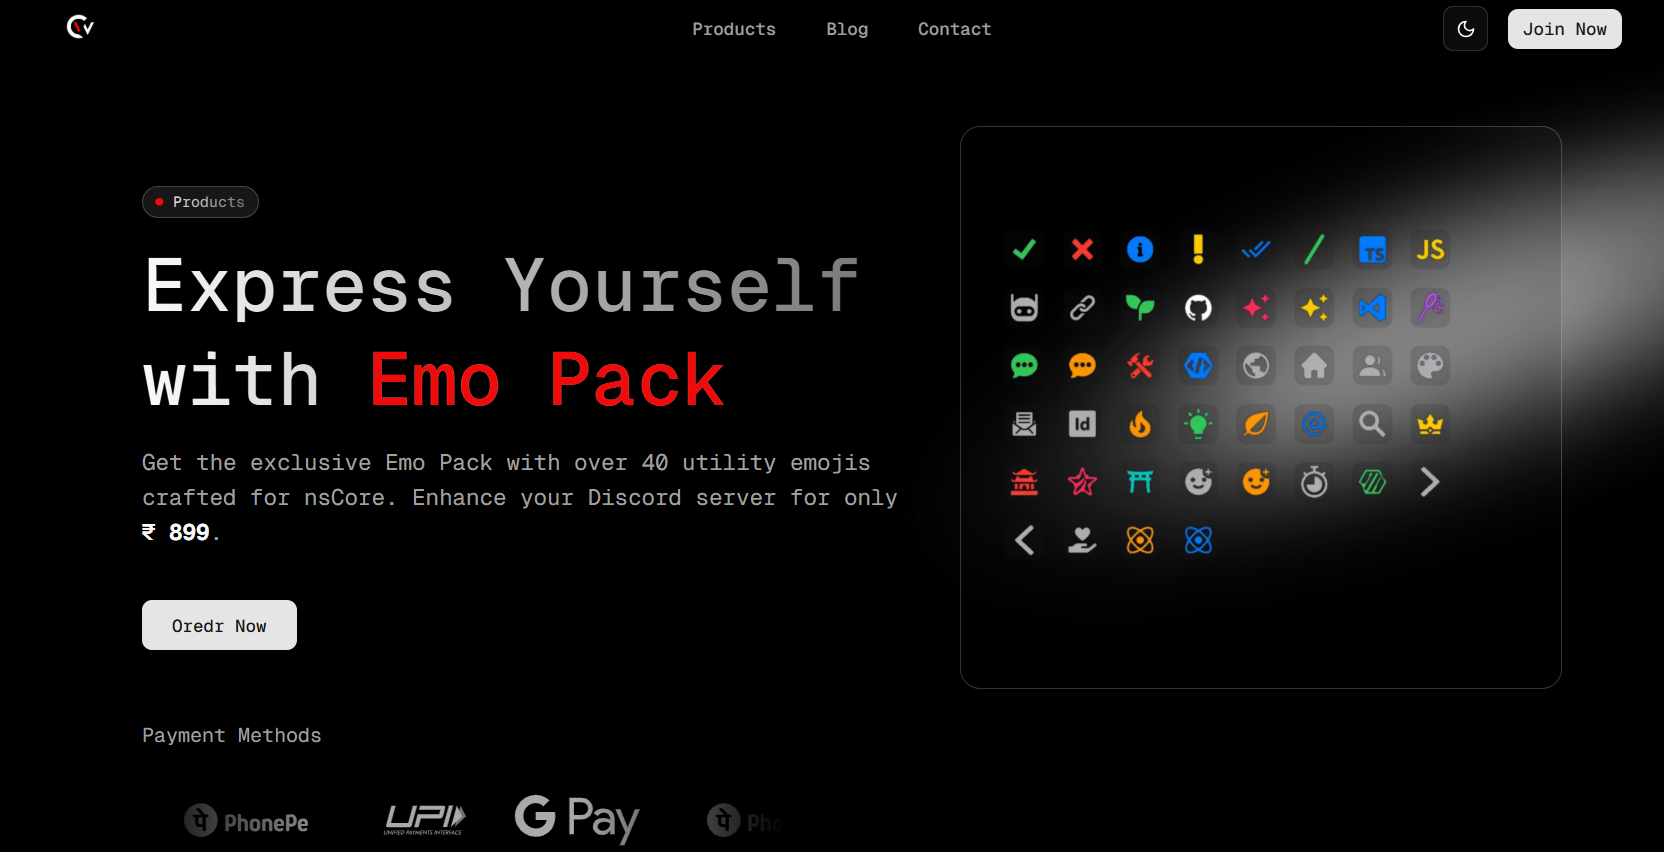 Products Blog Contact Join Now
Products
Express Yourself
with Emo Pack
Get the exclusive Emo Pack with over 40 utility emojis
crafted for nsCore. Enhance your Discord server for only
₹ 899.
Oredr Now
TS JS
Id
@
Payment Methods
पे PhonePe UPI G Pay पे Pho
UNIFIED PAYMENTS INTERFACE